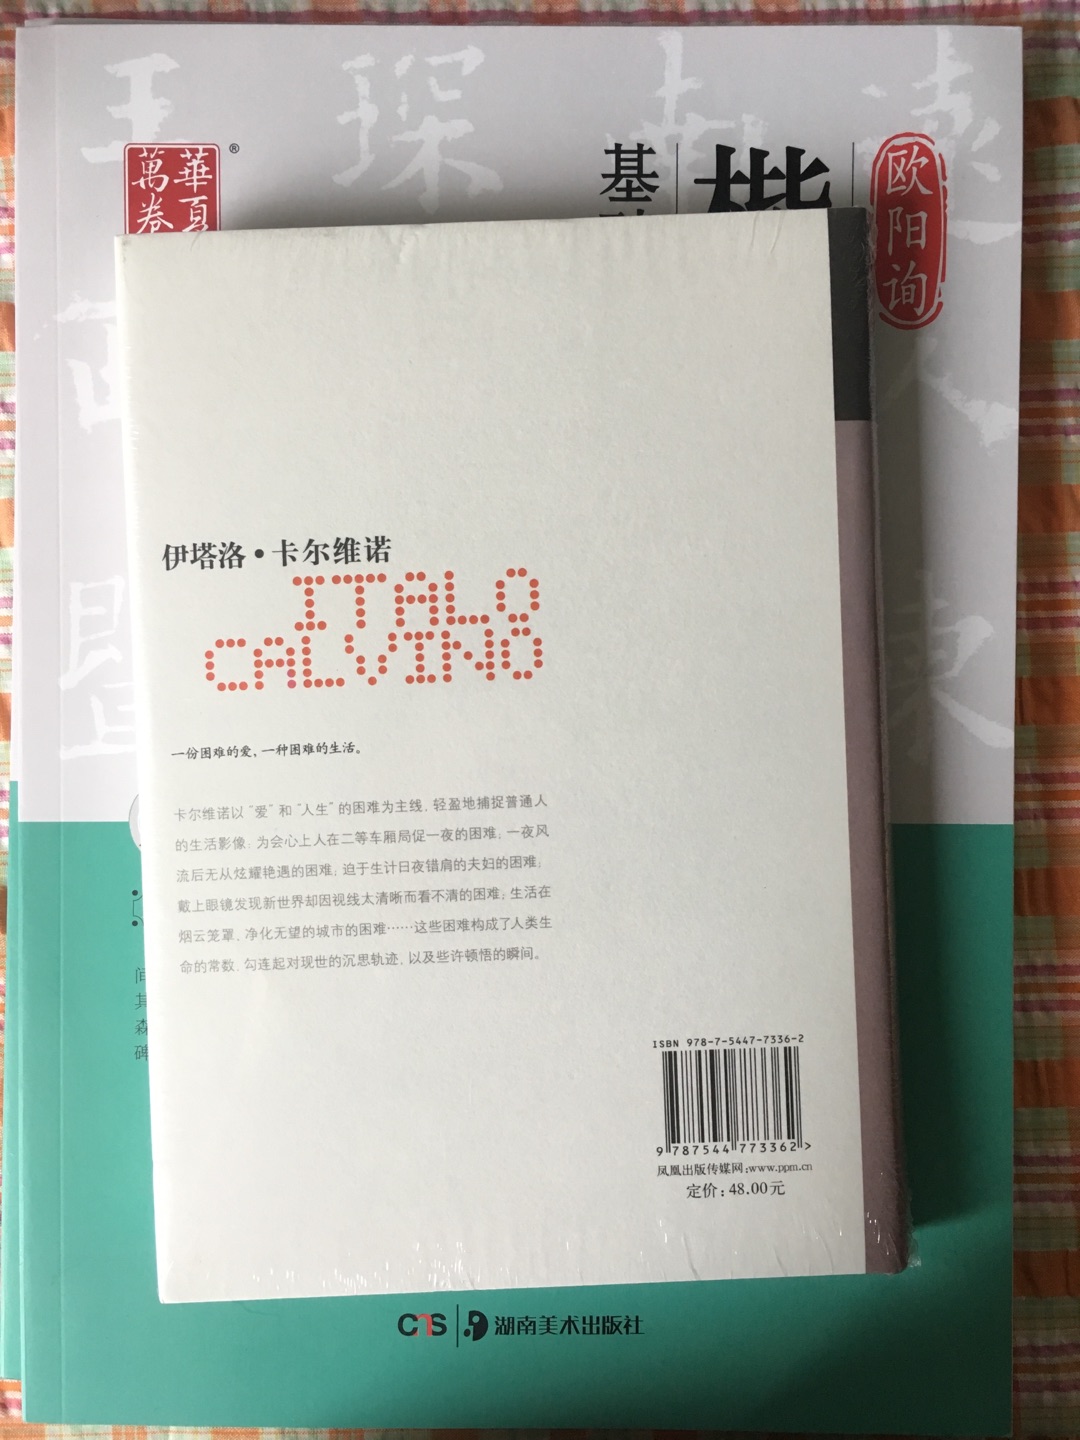 王琛
華夏
萬卷
®
基
楷
欧阳询
伊塔洛·卡尔维诺
ITALO
CALVINO
一份困难的爱，一种困难的生活。
卡尔维诺以“爱”和“人生”的困难为主线，轻盈地捕捉普通人
的生活影像：为会心上人在二等车厢局促一夜的困难；一夜风
流后无从炫耀艳遇的困难；迫于生计日夜错肩的夫妇的困难；
戴上眼镜发现新世界却因视线太清晰而看不清的困难；生活在
烟云笼罩，净化无望的城市的困难……这些困难构成了人类生
命的常数，勾连起对现世的沉思轨迹，以及些许顿悟的瞬间。
间
其
森
碑
ISBN 978-7-5447-7336-2
9 787544 773362 >
凤凰出版传媒网：www.ppm.cn
定价：48.00元
CNS 湖南美术出版社